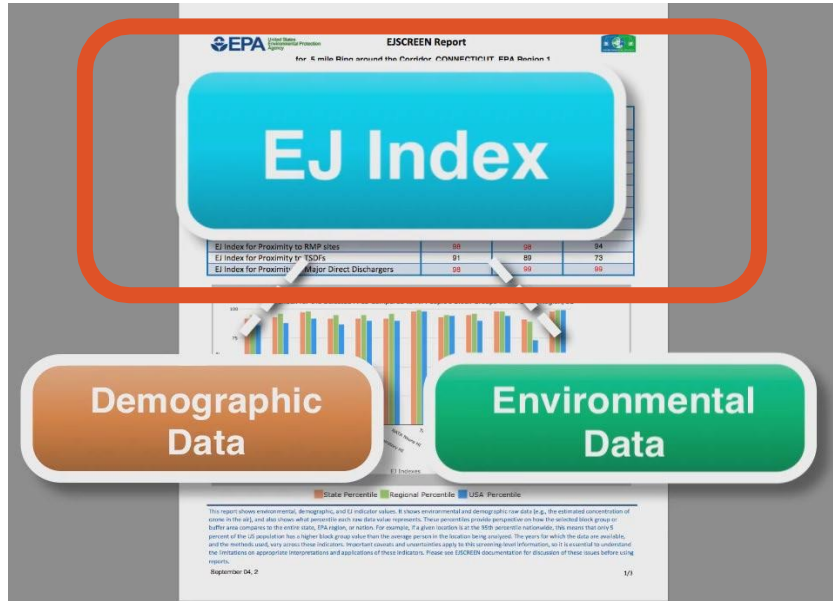 EPA United States Environmental Protection Agency
EJSCREEN Report
for .5 mile Ring around the Corridor, CONNECTICUT, EPA Region 1
EJ Index
EJ Index for Proximity to RMP sites 98 98 94
EJ Index for Proximity to TSDFs 91 89 73
EJ Index for Proximity Major Direct Dischargers 98 99 99
100
75
Demographic
Data
Environmental
Data
EJ Indexes
State Percentile Regional Percentile USA Percentile
This report shows environmental, demographic, and EJ indicator values. It shows environmental and demographic raw data (e.g., the estimated concentration of
ozone in the air), and also shows what percentile each raw data value represents. These percentiles provide perspective on how the selected block group or
buffer area compares to the entire state, EPA region, or nation. For example, if a given location is at the 95th percentile nationwide, this means that only 5
percent of the US population has a higher block group value than the average person in the location being analyzed. The years for which the data are available,
and the methods used, vary across these indicators. Important caveats and uncertainties apply to this screening-level information, so it is essential to understand
the limitations on appropriate interpretations and applications of these indicators. Please see EJSCREEN documentation for discussion of these issues before using
reports.
September 04, 2
1/3